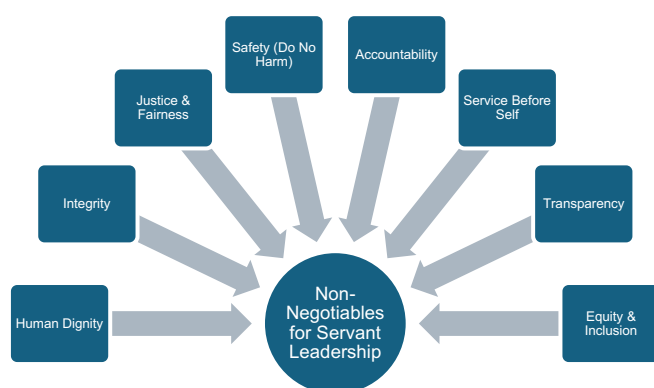 Safety (Do No
Harm)
Accountability
Justice &
Fairness
Service Before
Self
Integrity
Transparency
Human Dignity
Equity &
Inclusion
Non-
Negotiables
for Servant
Leadership